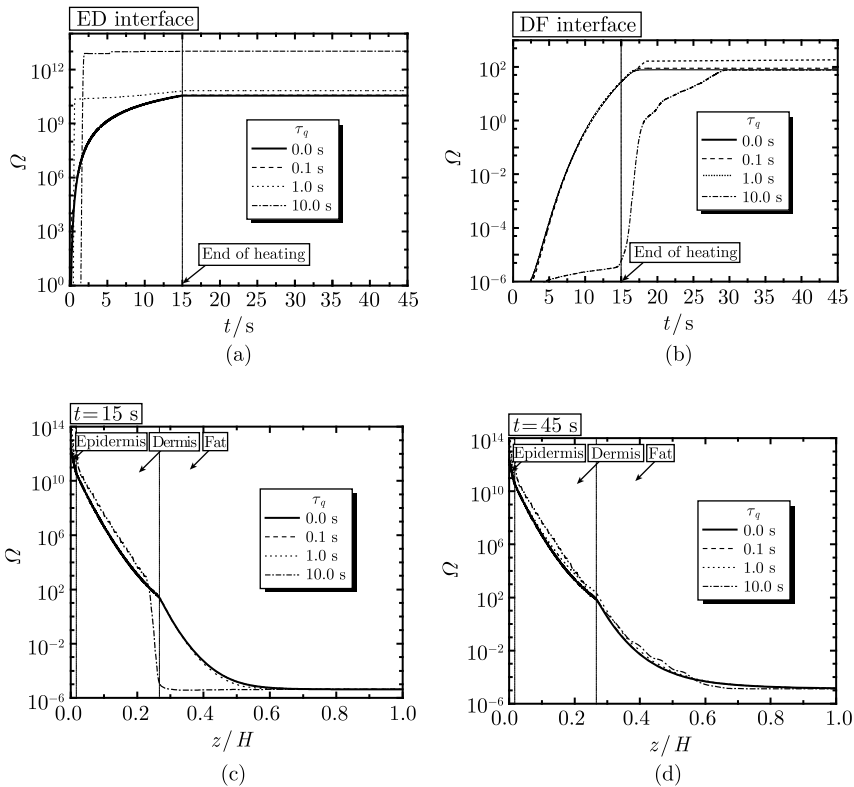 ED interface
10^12
10^9
10^6
10^3
10^0
Ω
τ_q
0.0 s
0.1 s
1.0 s
10.0 s
End of heating
0 5 10 15 20 25 30 35 40 45
t/s
(a)
DF interface
10^2
10^0
10^-2
10^-4
10^-6
Ω
τ_q
0.0 s
0.1 s
1.0 s
10.0 s
End of heating
0 5 10 15 20 25 30 35 40 45
t/s
(b)
t=15 s
10^14
10^10
10^6
10^2
10^-2
10^-6
Ω
Epidermis Dermis Fat
τ_q
0.0 s
0.1 s
1.0 s
10.0 s
0.0 0.2 0.4 0.6 0.8 1.0
z/H
(c)
t=45 s
10^14
10^10
10^6
10^2
10^-2
10^-6
Ω
Epidermis Dermis Fat
τ_q
0.0 s
0.1 s
1.0 s
10.0 s
0.0 0.2 0.4 0.6 0.8 1.0
z/H
(d)